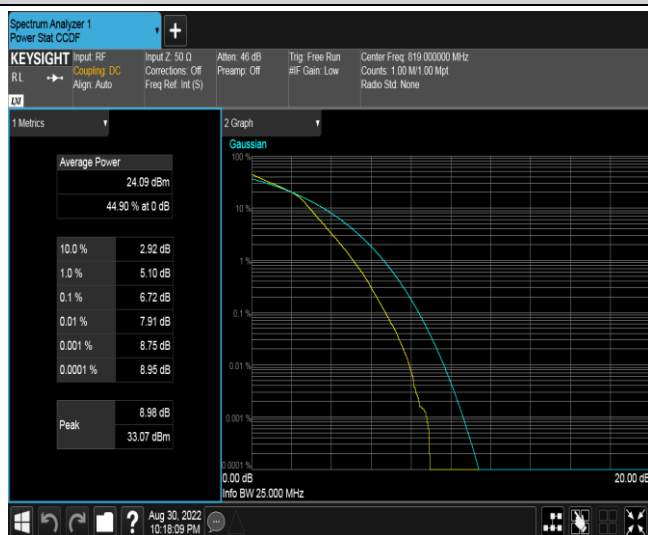 Spectrum Analyzer 1
Power Stat CCDF
KEYSIGHT
RL
LXI
Input: RF
Coupling: DC
Align: Auto
Input Z: 50 Ω
Corrections: Off
Freq Ref: Int (S)
Atten: 46 dB
Preamp: Off
Trig: Free Run
#IF Gain: Low
Center Freq: 819.000000 MHz
Counts: 1.00 M/1.00 Mpt
Radio Std: None
1 Metrics
Average Power
24.09 dBm
44.90 % at 0 dB
10.0 % 2.92 dB
1.0 % 5.10 dB
0.1 % 6.72 dB
0.01 % 7.91 dB
0.001 % 8.75 dB
0.0001 % 8.95 dB
Peak
8.98 dB
33.07 dBm
2 Graph
Gaussian
100 %
10 %
1 %
0.1 %
0.01 %
0.001 %
0.0001 %
0.00 dB 20.00 dB
Info BW 25.000 MHz
? Aug 30, 2022
10:18:09 PM